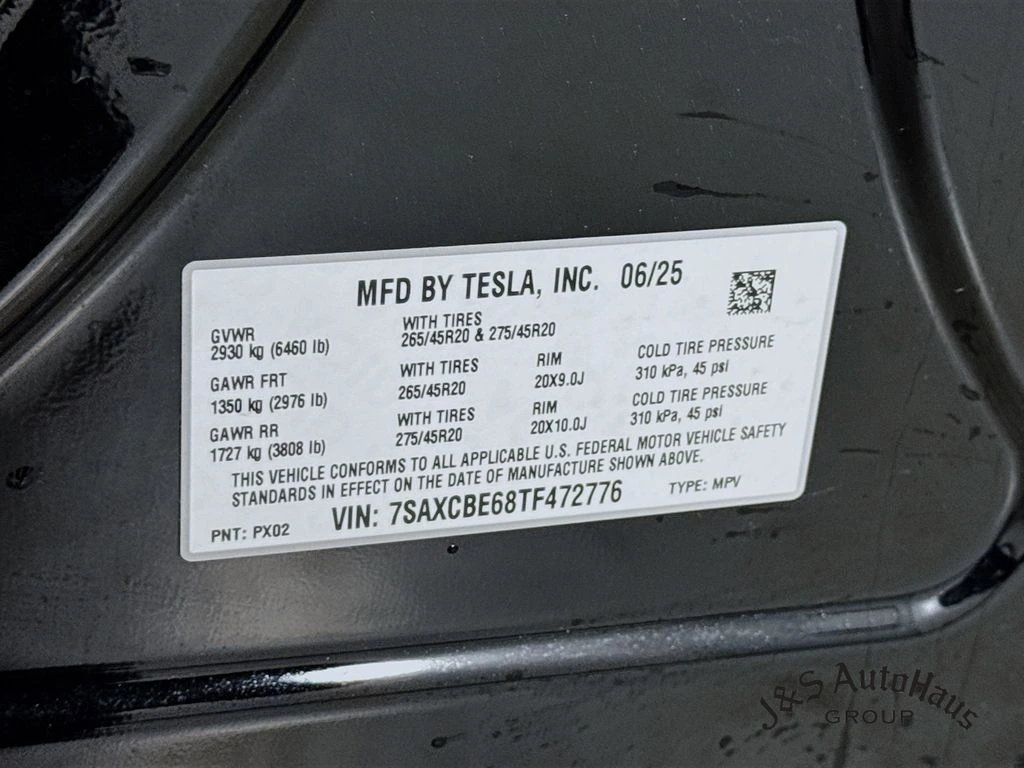 MFD BY TESLA, INC. 06/25
GVWR
2930 kg (6460 lb)
WITH TIRES
265/45R20 & 275/45R20
GAWR FRT
1350 kg (2976 lb)
WITH TIRES
265/45R20
RIM
20X9.0J
COLD TIRE PRESSURE
310 kPa, 45 psi
GAWR RR
1727 kg (3808 lb)
WITH TIRES
275/45R20
RIM
20X10.0J
COLD TIRE PRESSURE
310 kPa, 45 psi
THIS VEHICLE CONFORMS TO ALL APPLICABLE U.S. FEDERAL MOTOR VEHICLE SAFETY
STANDARDS IN EFFECT ON THE DATE OF MANUFACTURE SHOWN ABOVE.
PNT: PX02
VIN: 7SAXCBE68TF472776
TYPE: MPV
J&S AutoHaus
GROUP